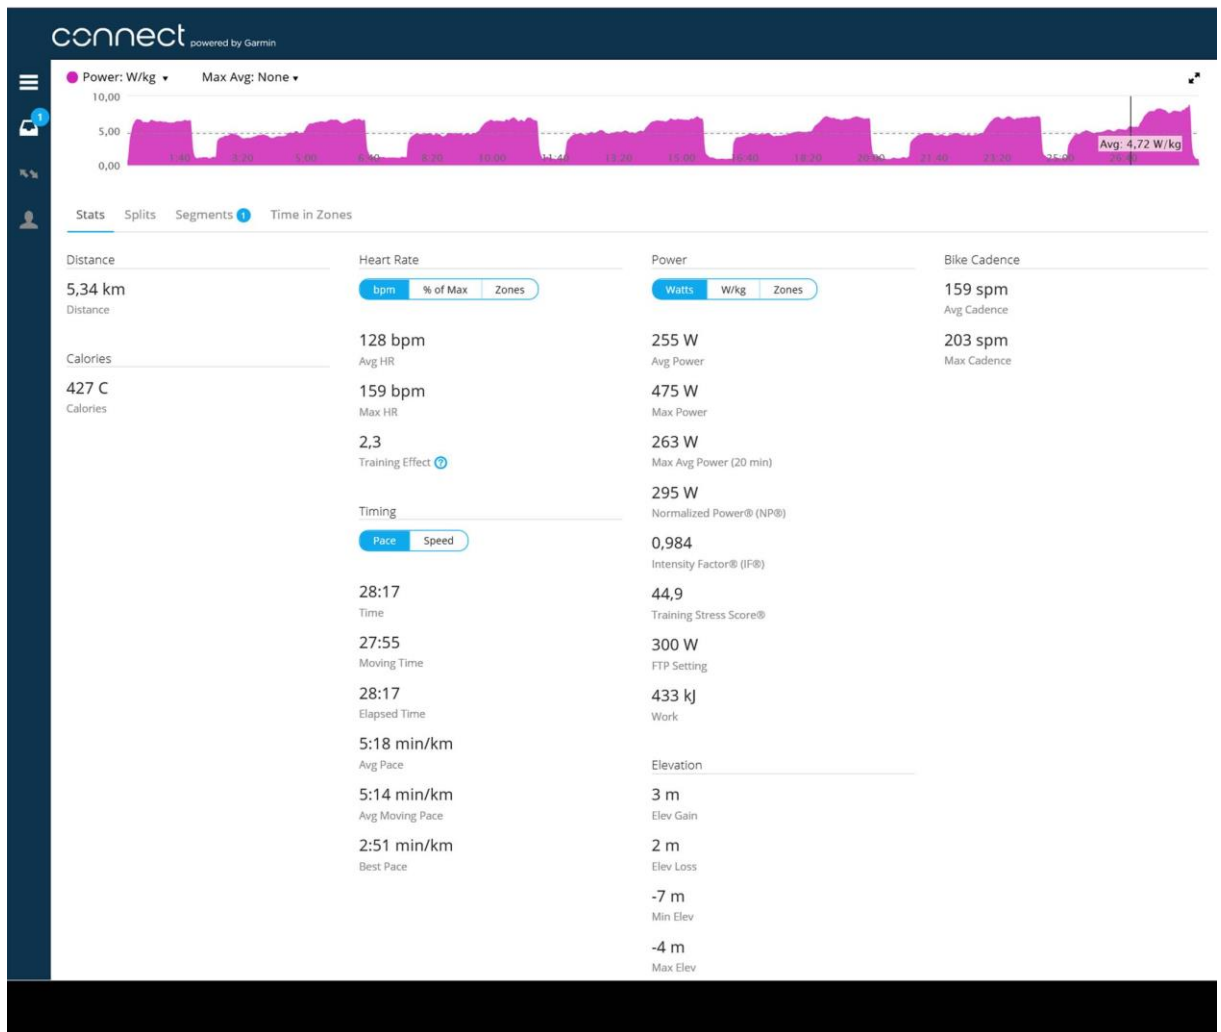 connect powered by Garmin
Power: W/kg Max Avg: None
1
10,00
5,00
0,00
1:40 3:20 5:00 6:40 8:20 10:00 11:40 13:20 15:00 16:40 18:20 20:00 21:40 23:20 25:00 26:40
Avg: 4,72 W/kg
Stats Splits Segments 1 Time in Zones
Distance
5,34 km
Distance
Calories
427 C
Calories
Heart Rate
bpm % of Max Zones
128 bpm
Avg HR
159 bpm
Max HR
2,3
Training Effect ?
Timing
Pace Speed
28:17
Time
27:55
Moving Time
28:17
Elapsed Time
5:18 min/km
Avg Pace
5:14 min/km
Avg Moving Pace
2:51 min/km
Best Pace
Power
Watts W/kg Zones
255 W
Avg Power
475 W
Max Power
263 W
Max Avg Power (20 min)
295 W
Normalized Power® (NP®)
0,984
Intensity Factor® (IF®)
44,9
Training Stress Score®
300 W
FTP Setting
433 kJ
Work
Elevation
3 m
Elev Gain
2 m
Elev Loss
-7 m
Min Elev
-4 m
Max Elev
Bike Cadence
159 spm
Avg Cadence
203 spm
Max Cadence